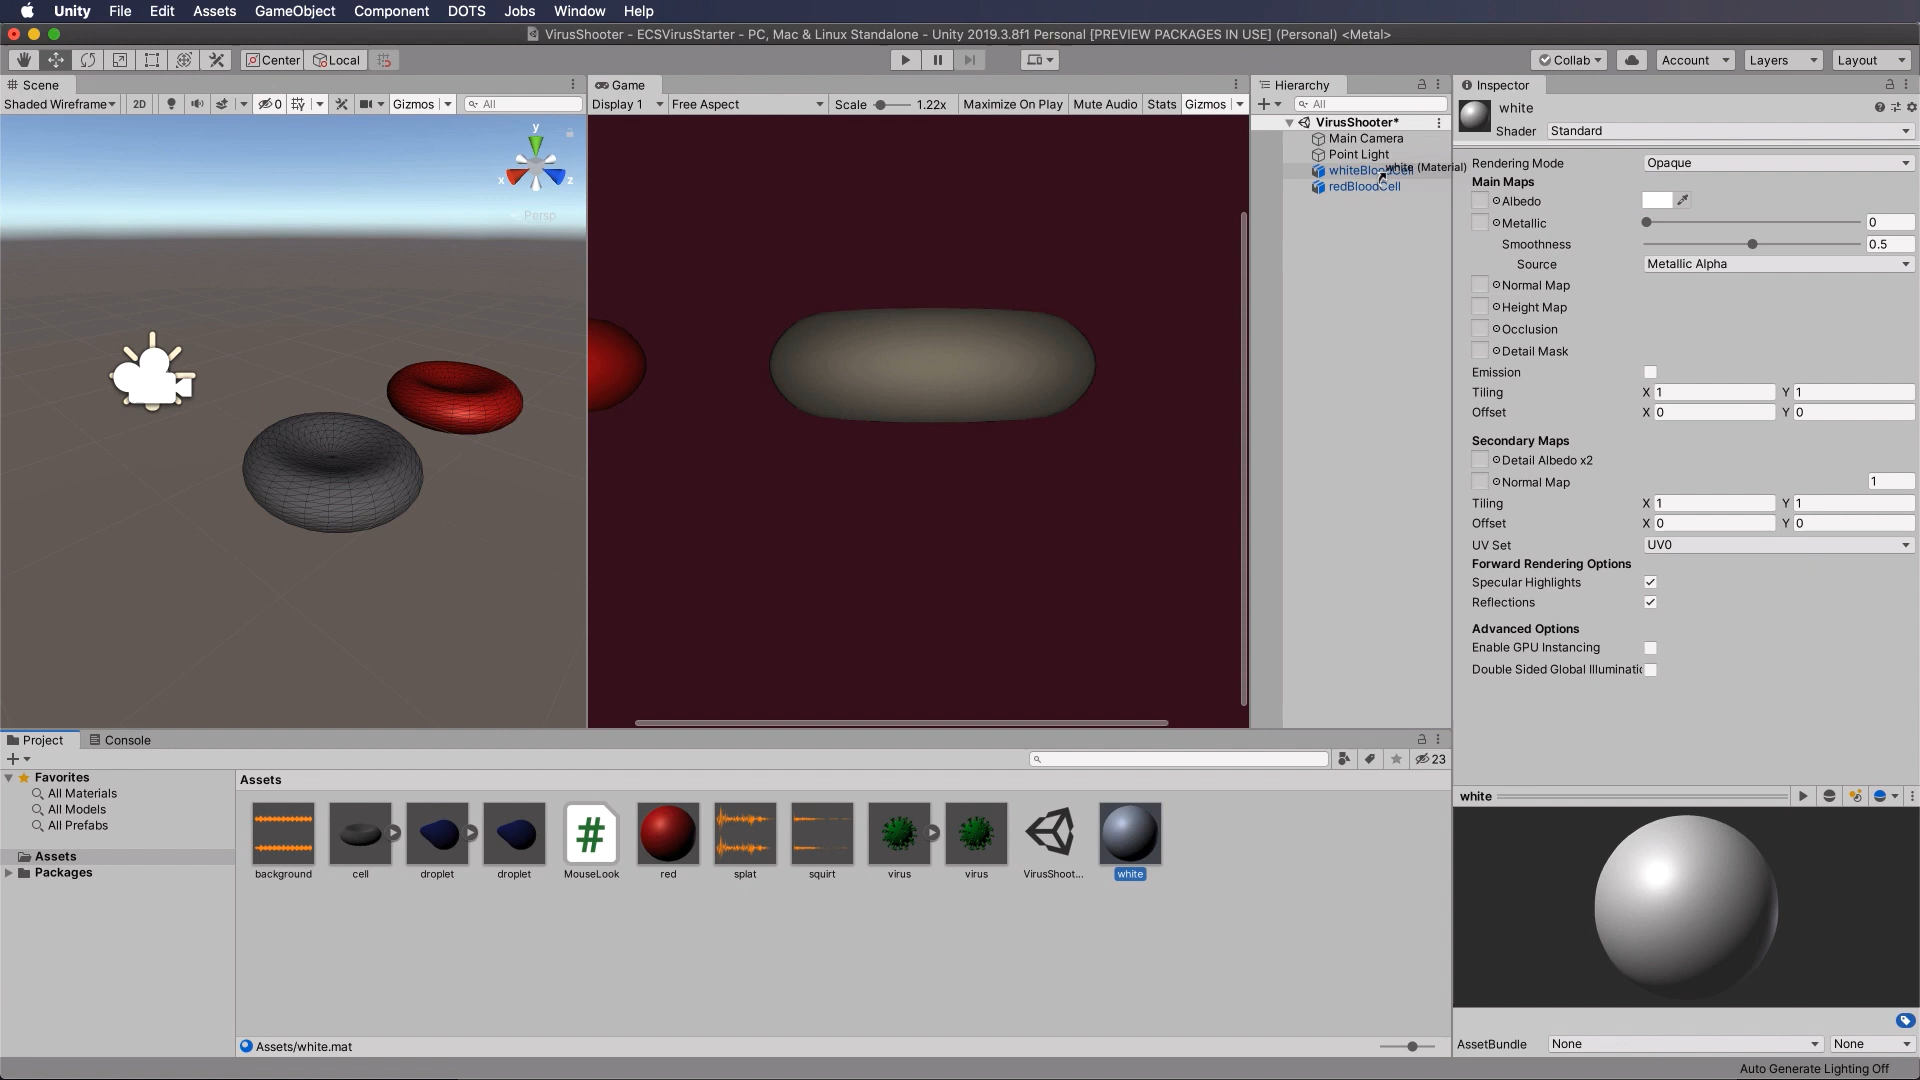 Unity File Edit Assets GameObject Component DOTS Jobs Window Help
VirusShooter - ECSVirusStarter - PC, Mac & Linux Standalone - Unity 2019.3.8f1 Personal [PREVIEW PACKAGES IN USE] (Personal) <Metal>
Center Local
Collab Account Layers Layout
Scene
Shaded Wireframe 2D 0 Gizmos All
y
x
z
Persp
Game
Display 1 Free Aspect Scale 1.22x Maximize On Play Mute Audio Stats Gizmos
Hierarchy
All
VirusShooter*
Main Camera
Point Light
whiteBloodCell
white (Material)
redBloodCell
Inspector
white
Shader Standard
Rendering Mode Opaque
Main Maps
Albedo
Metallic 0
Smoothness 0.5
Source Metallic Alpha
Normal Map
Height Map
Occlusion
Detail Mask
Emission
Tiling X 1 Y 1
Offset X 0 Y 0
Secondary Maps
Detail Albedo x2
Normal Map 1
Tiling X 1 Y 1
Offset X 0 Y 0
UV Set UV0
Forward Rendering Options
Specular Highlights
Reflections
Advanced Options
Enable GPU Instancing
Double Sided Global Illuminatic
white
AssetBundle None None
Project Console
23
Favorites
All Materials
All Models
All Prefabs
Assets
Packages
Assets
background cell droplet droplet MouseLook red splat squirt virus virus VirusShoot... white
#
Assets/white.mat
Auto Generate Lighting Off